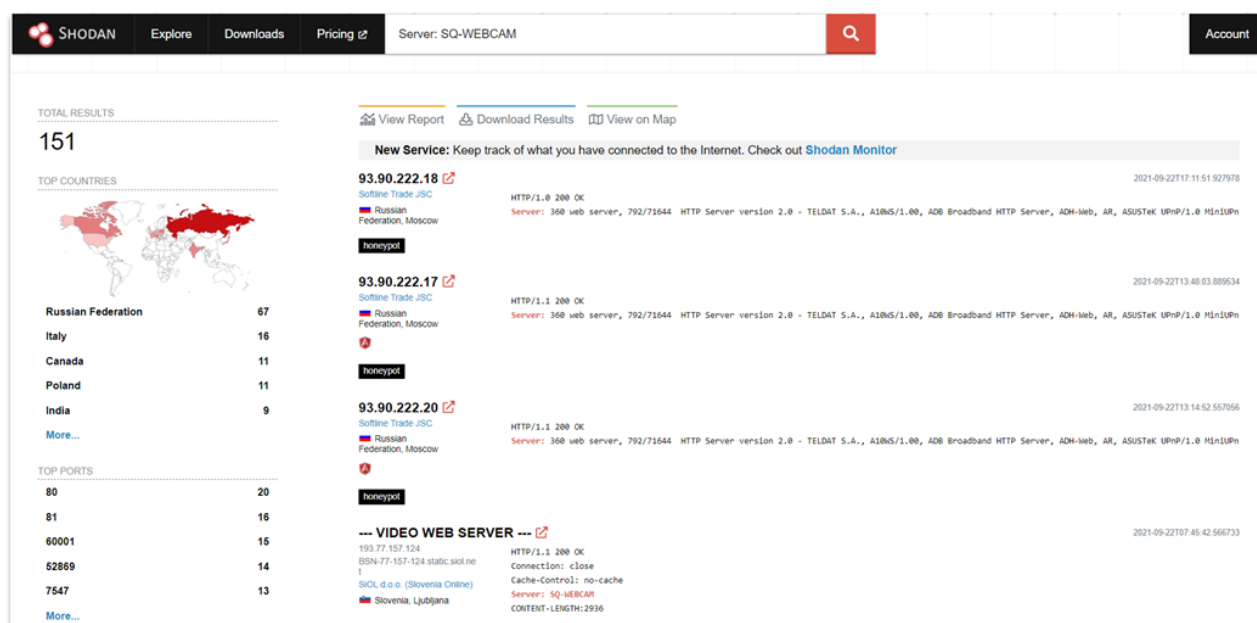 SHODAN Explore Downloads Pricing Server: SQ-WEBCAM Account
TOTAL RESULTS
151
TOP COUNTRIES
Russian Federation 67
Italy 16
Canada 11
Poland 11
India 9
More...
TOP PORTS
80 20
81 16
60001 15
52869 14
7547 13
More...
View Report Download Results View on Map
New Service: Keep track of what you have connected to the Internet. Check out Shodan Monitor
93.90.222.18 2021-09-22T17:11:51.927978
Softline Trade JSC
Russian
Federation, Moscow
honeypot
HTTP/1.0 200 OK
Server: 360 web server, 792/71644 HTTP Server version 2.0 - TELDAT S.A., A10WS/1.00, ADB Broadband HTTP Server, ADH-Web, AR, ASUSTeK UPnP/1.0 MiniUPn
93.90.222.17 2021-09-22T13:48:03.889534
Softline Trade JSC
Russian
Federation, Moscow
honeypot
HTTP/1.1 200 OK
Server: 360 web server, 792/71644 HTTP Server version 2.0 - TELDAT S.A., A10WS/1.00, ADB Broadband HTTP Server, ADH-Web, AR, ASUSTeK UPnP/1.0 MiniUPn
93.90.222.20 2021-09-22T13:14:52.557056
Softline Trade JSC
Russian
Federation, Moscow
honeypot
HTTP/1.1 200 OK
Server: 360 web server, 792/71644 HTTP Server version 2.0 - TELDAT S.A., A10WS/1.00, ADB Broadband HTTP Server, ADH-Web, AR, ASUSTeK UPnP/1.0 MiniUPn
--- VIDEO WEB SERVER --- 2021-09-22T07:45:42.566733
193.77.157.124
BSN-77-157-124.static.siol.ne
t
SiOL d.o.o. (Slovenia Online)
Slovenia, Ljubljana
HTTP/1.1 200 OK
Connection: close
Cache-Control: no-cache
Server: SQ-WEBCAM
CONTENT-LENGTH:2936